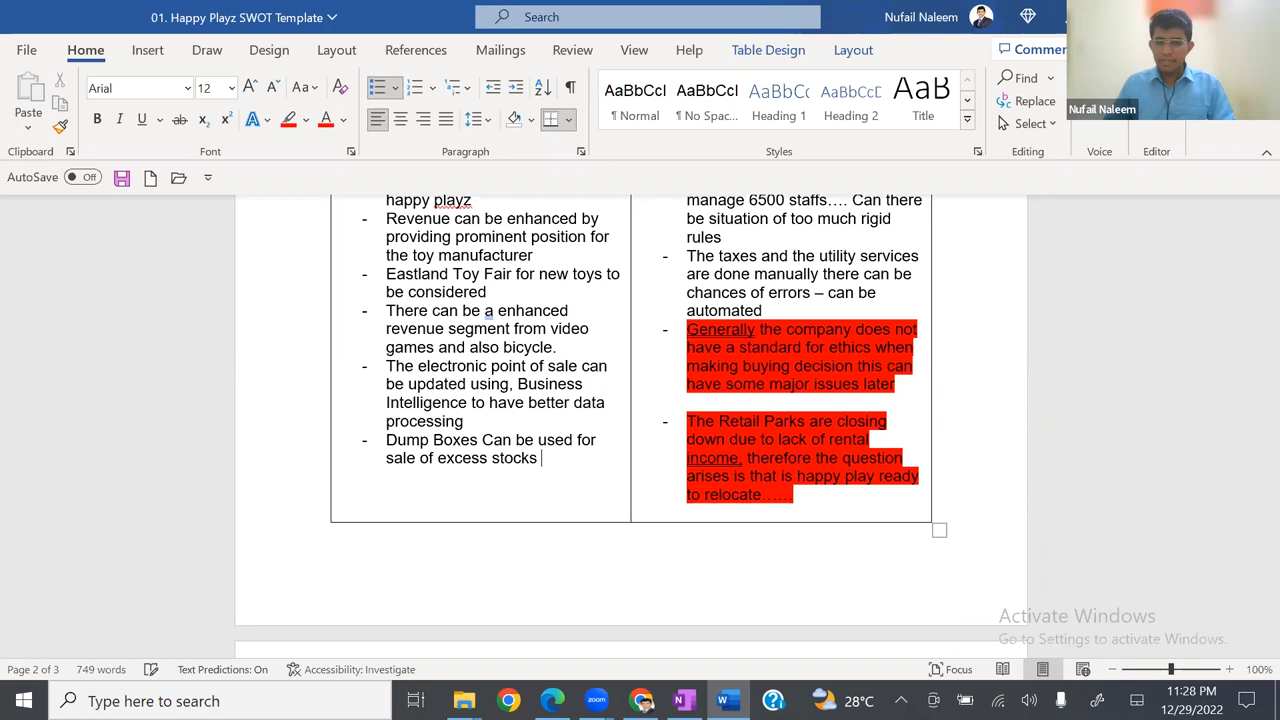 01. Happy Playz SWOT Template
Search
Nufail Naleem
File Home Insert Draw Design Layout References Mailings Review View Help Table Design Layout
Commen
Paste
Arial
12
Aa
AaBbCcI AaBbCcI AaBbCc AaBbCcD AaB
¶ Normal ¶ No Spac... Heading 1 Heading 2 Title
Find
Replace
Select
Nufail Naleem
Clipboard Font Paragraph Styles Editing Voice Editor
AutoSave Off
happy playz
- Revenue can be enhanced by
providing prominent position for
the toy manufacturer
- Eastland Toy Fair for new toys to
be considered
- There can be a enhanced
revenue segment from video
games and also bicycle.
- The electronic point of sale can
be updated using, Business
Intelligence to have better data
processing
- Dump Boxes Can be used for
sale of excess stocks
manage 6500 staffs.... Can there
be situation of too much rigid
rules
- The taxes and the utility services
are done manually there can be
chances of errors – can be
automated
- Generally the company does not
have a standard for ethics when
making buying decision this can
have some major issues later
- The Retail Parks are closing
down due to lack of rental
income, therefore the question
arises is that is happy play ready
to relocate......
Activate Windows
Go to Settings to activate Windows.
Page 2 of 3 749 words Text Predictions: On Accessibility: Investigate Focus 100%
Type here to search
zoom
28°C
11:28 PM
12/29/2022